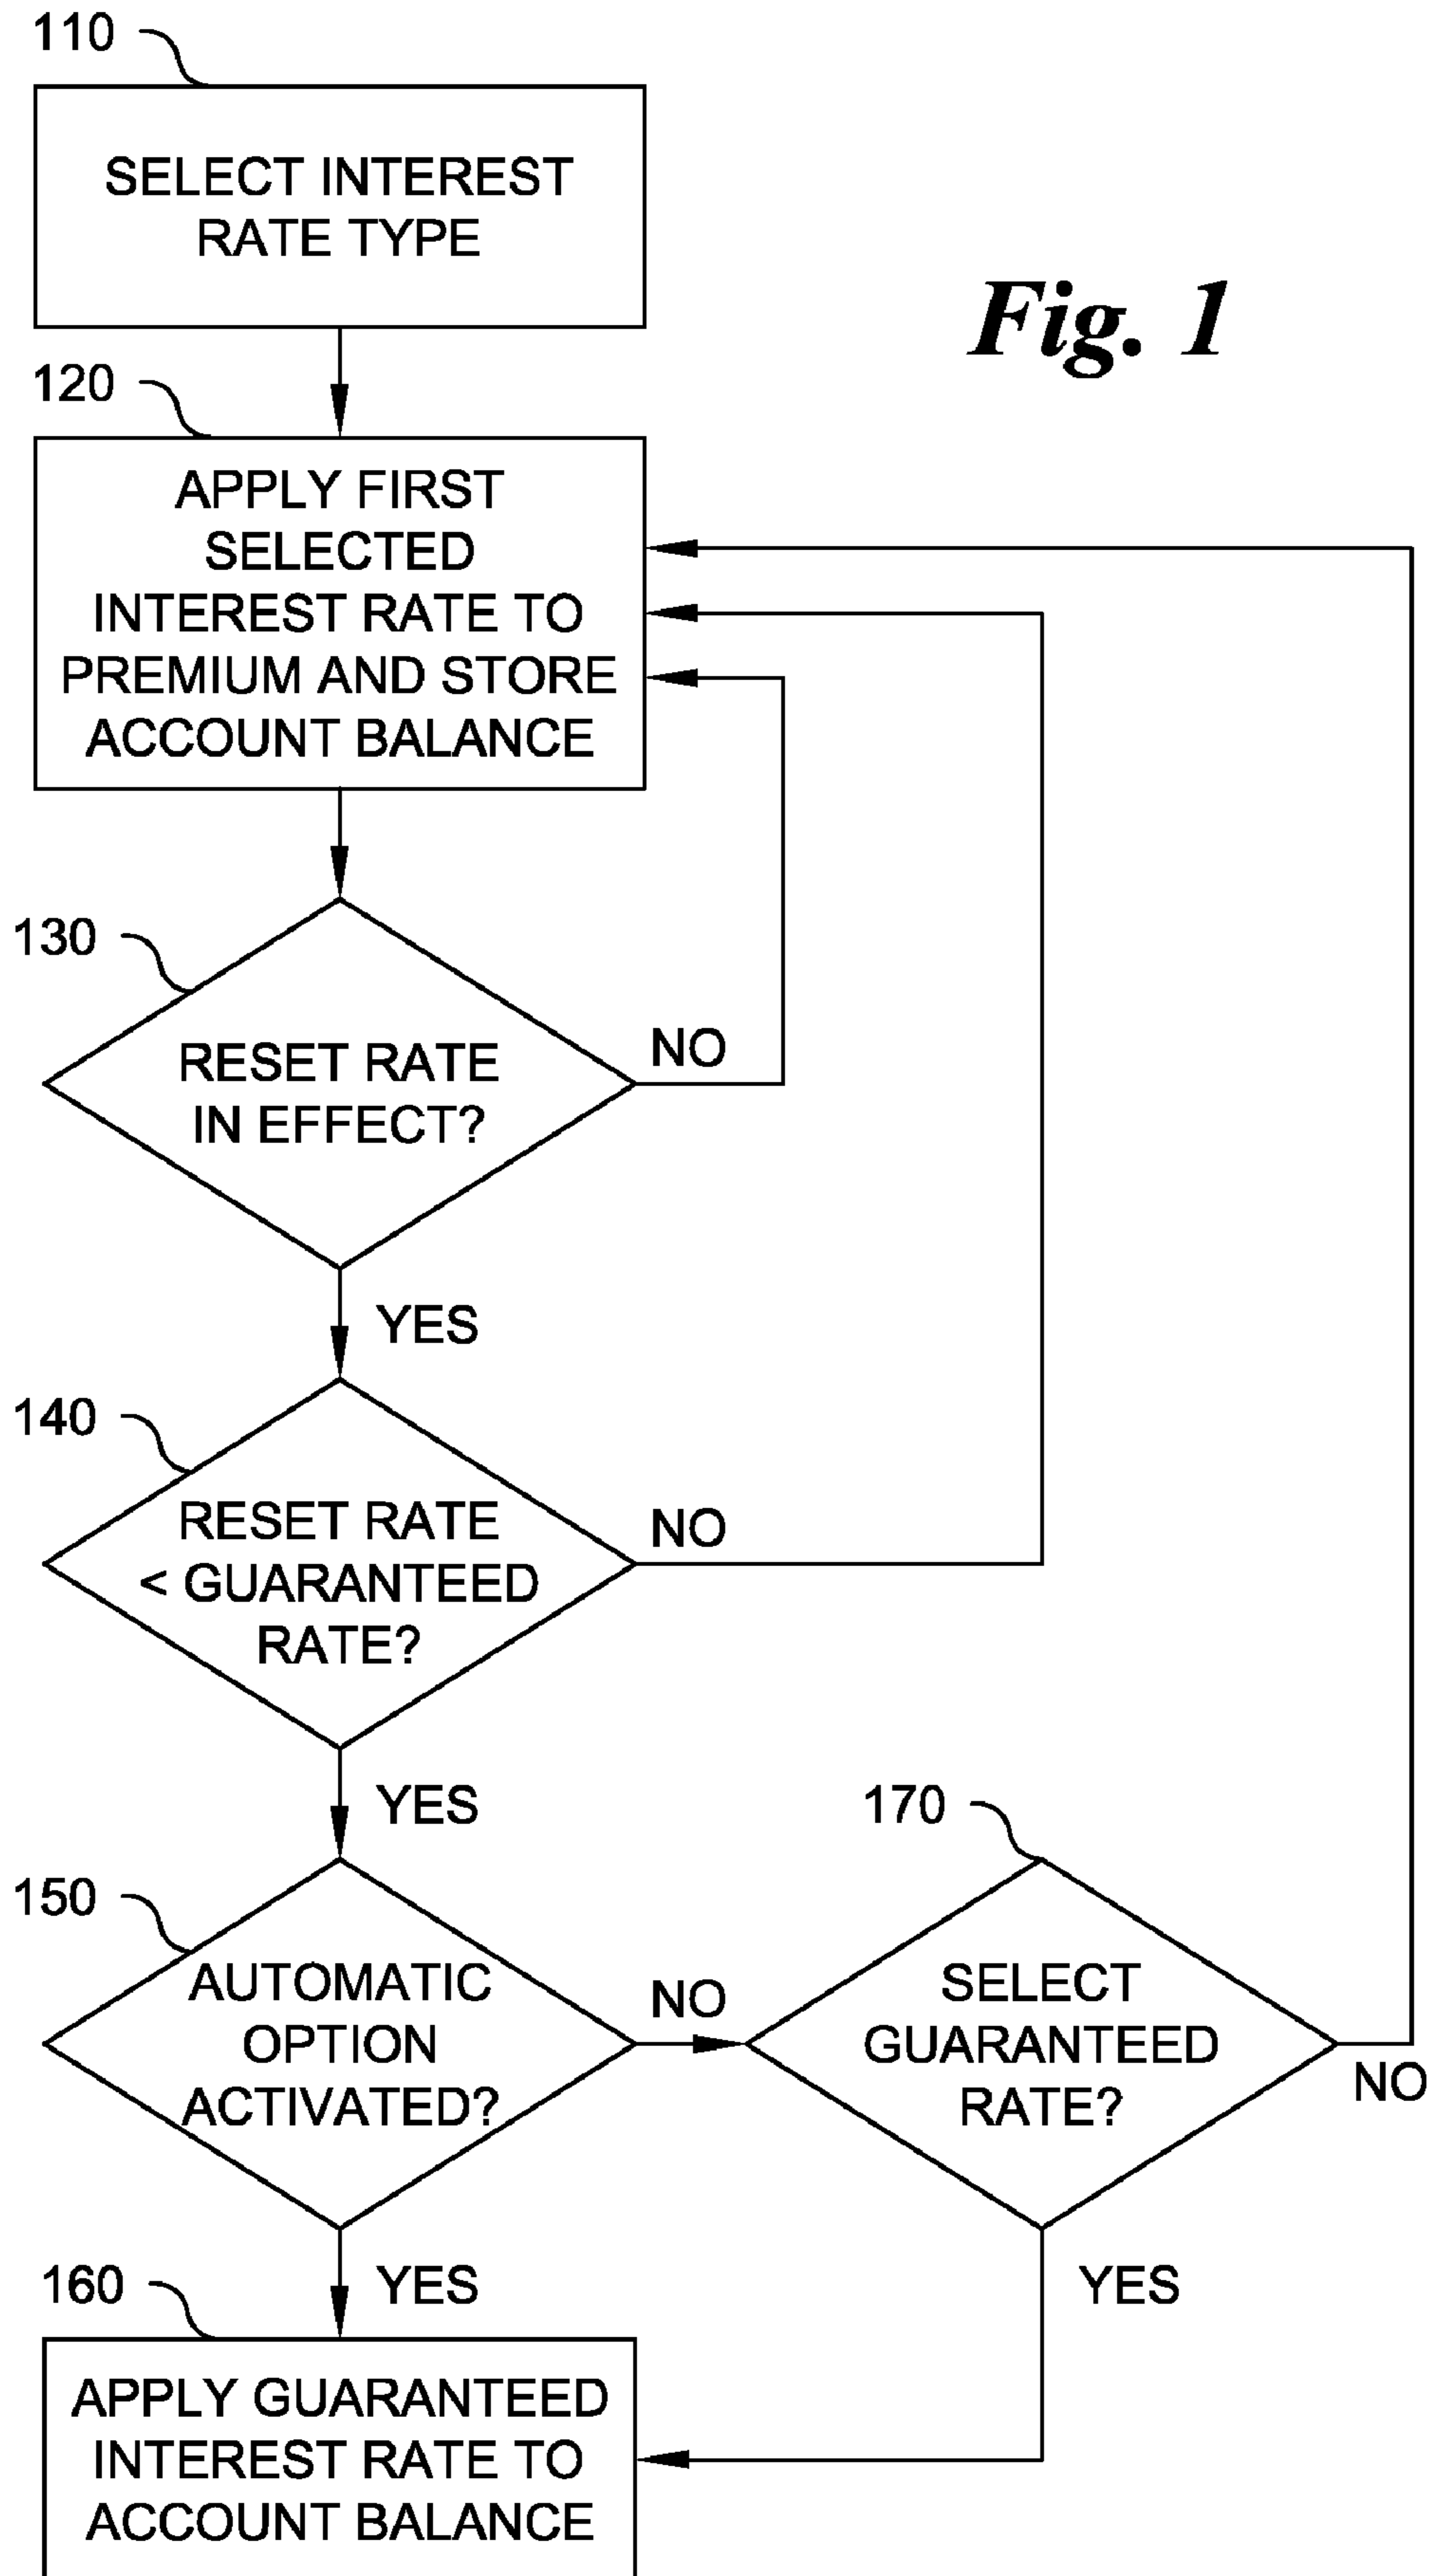 110
SELECT INTEREST
RATE TYPE
Fig. 1
120
APPLY FIRST
SELECTED
INTEREST RATE TO
PREMIUM AND STORE
ACCOUNT BALANCE
130
RESET RATE
IN EFFECT?
NO
YES
140
RESET RATE
< GUARANTEED
RATE?
NO
YES
150
AUTOMATIC
OPTION
ACTIVATED?
NO
170
SELECT
GUARANTEED
RATE?
NO
YES
YES
160
APPLY GUARANTEED
INTEREST RATE TO
ACCOUNT BALANCE